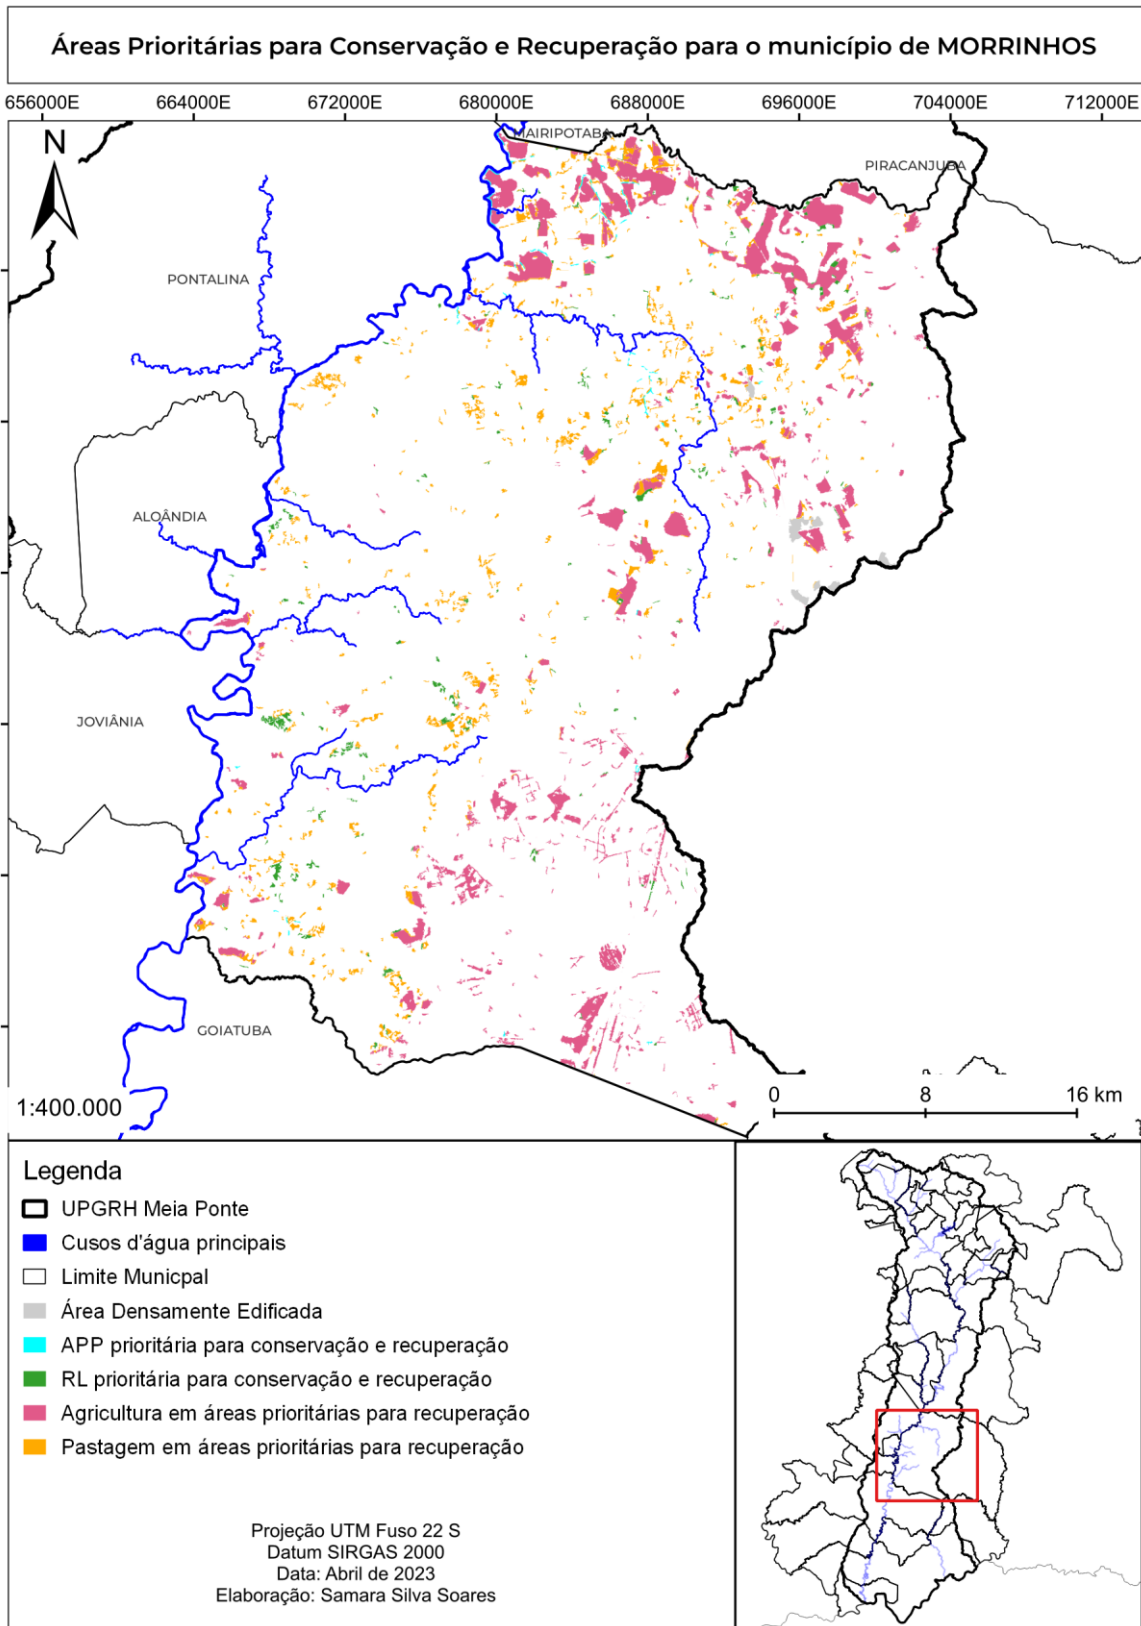 Áreas Prioritárias para Conservação e Recuperação para o município de MORRINHOS
656000E 664000E 672000E 680000E 688000E 696000E 704000E 712000E
N
MAIRIPOTABA
PIRACANJUBA
PONTALINA
ALOÂNDIA
JOVIÂNIA
GOIATUBA
1:400.000
0 8 16 km
Legenda
UPGRH Meia Ponte
Cusos d'água principais
Limite Municpal
Área Densamente Edificada
APP prioritária para conservação e recuperação
RL prioritária para conservação e recuperação
Agricultura em áreas prioritárias para recuperação
Pastagem em áreas prioritárias para recuperação
Projeção UTM Fuso 22 S
Datum SIRGAS 2000
Data: Abril de 2023
Elaboração: Samara Silva Soares